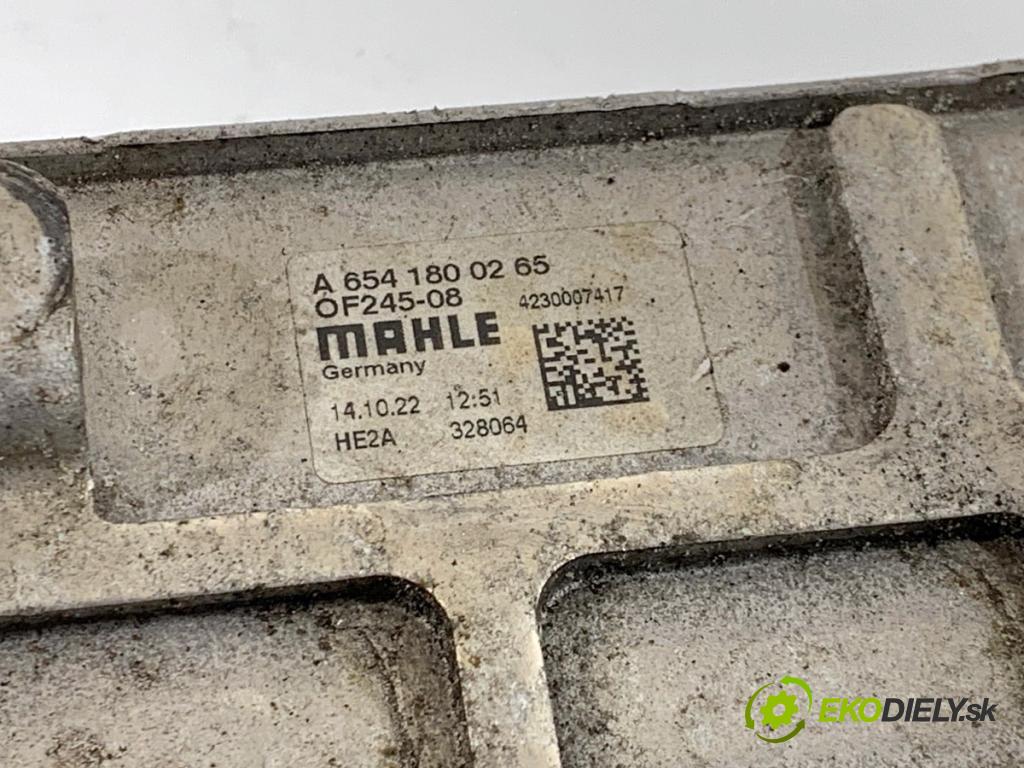 A 654 180 02 65
OF245-08 4230007417
MAHLE
Germany
14.10.22 12:51
HE2A 328064
EKODIELY.sk